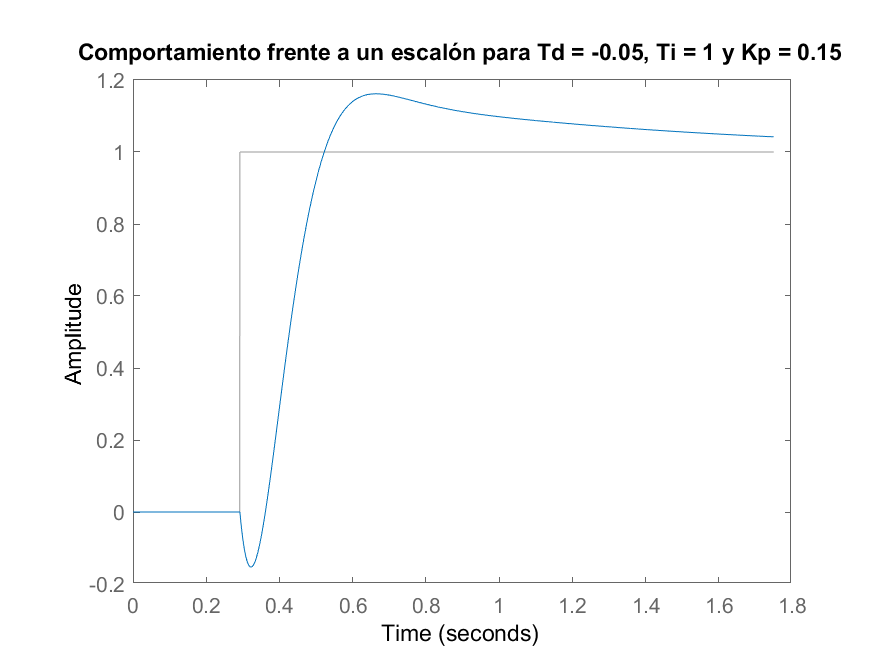 Comportamiento frente a un escalón para Td = -0.05, Ti = 1 y Kp = 0.15
1.2
1
0.8
0.6
0.4
0.2
0
-0.2
Amplitude
0 0.2 0.4 0.6 0.8 1 1.2 1.4 1.6 1.8
Time (seconds)